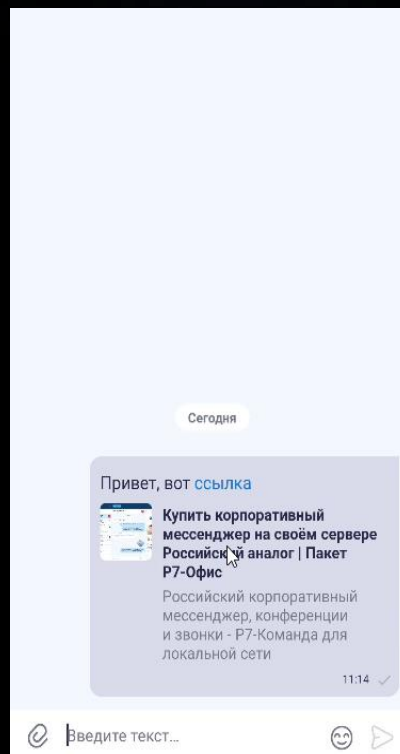 Сегодня
Привет, вот ссылка
Купить корпоративный
мессенджер на своём сервере
Российский аналог | Пакет
Р7-Офис
Российский корпоративный
мессенджер, конференции
и звонки - Р7-Команда для
локальной сети
11:14
Введите текст...